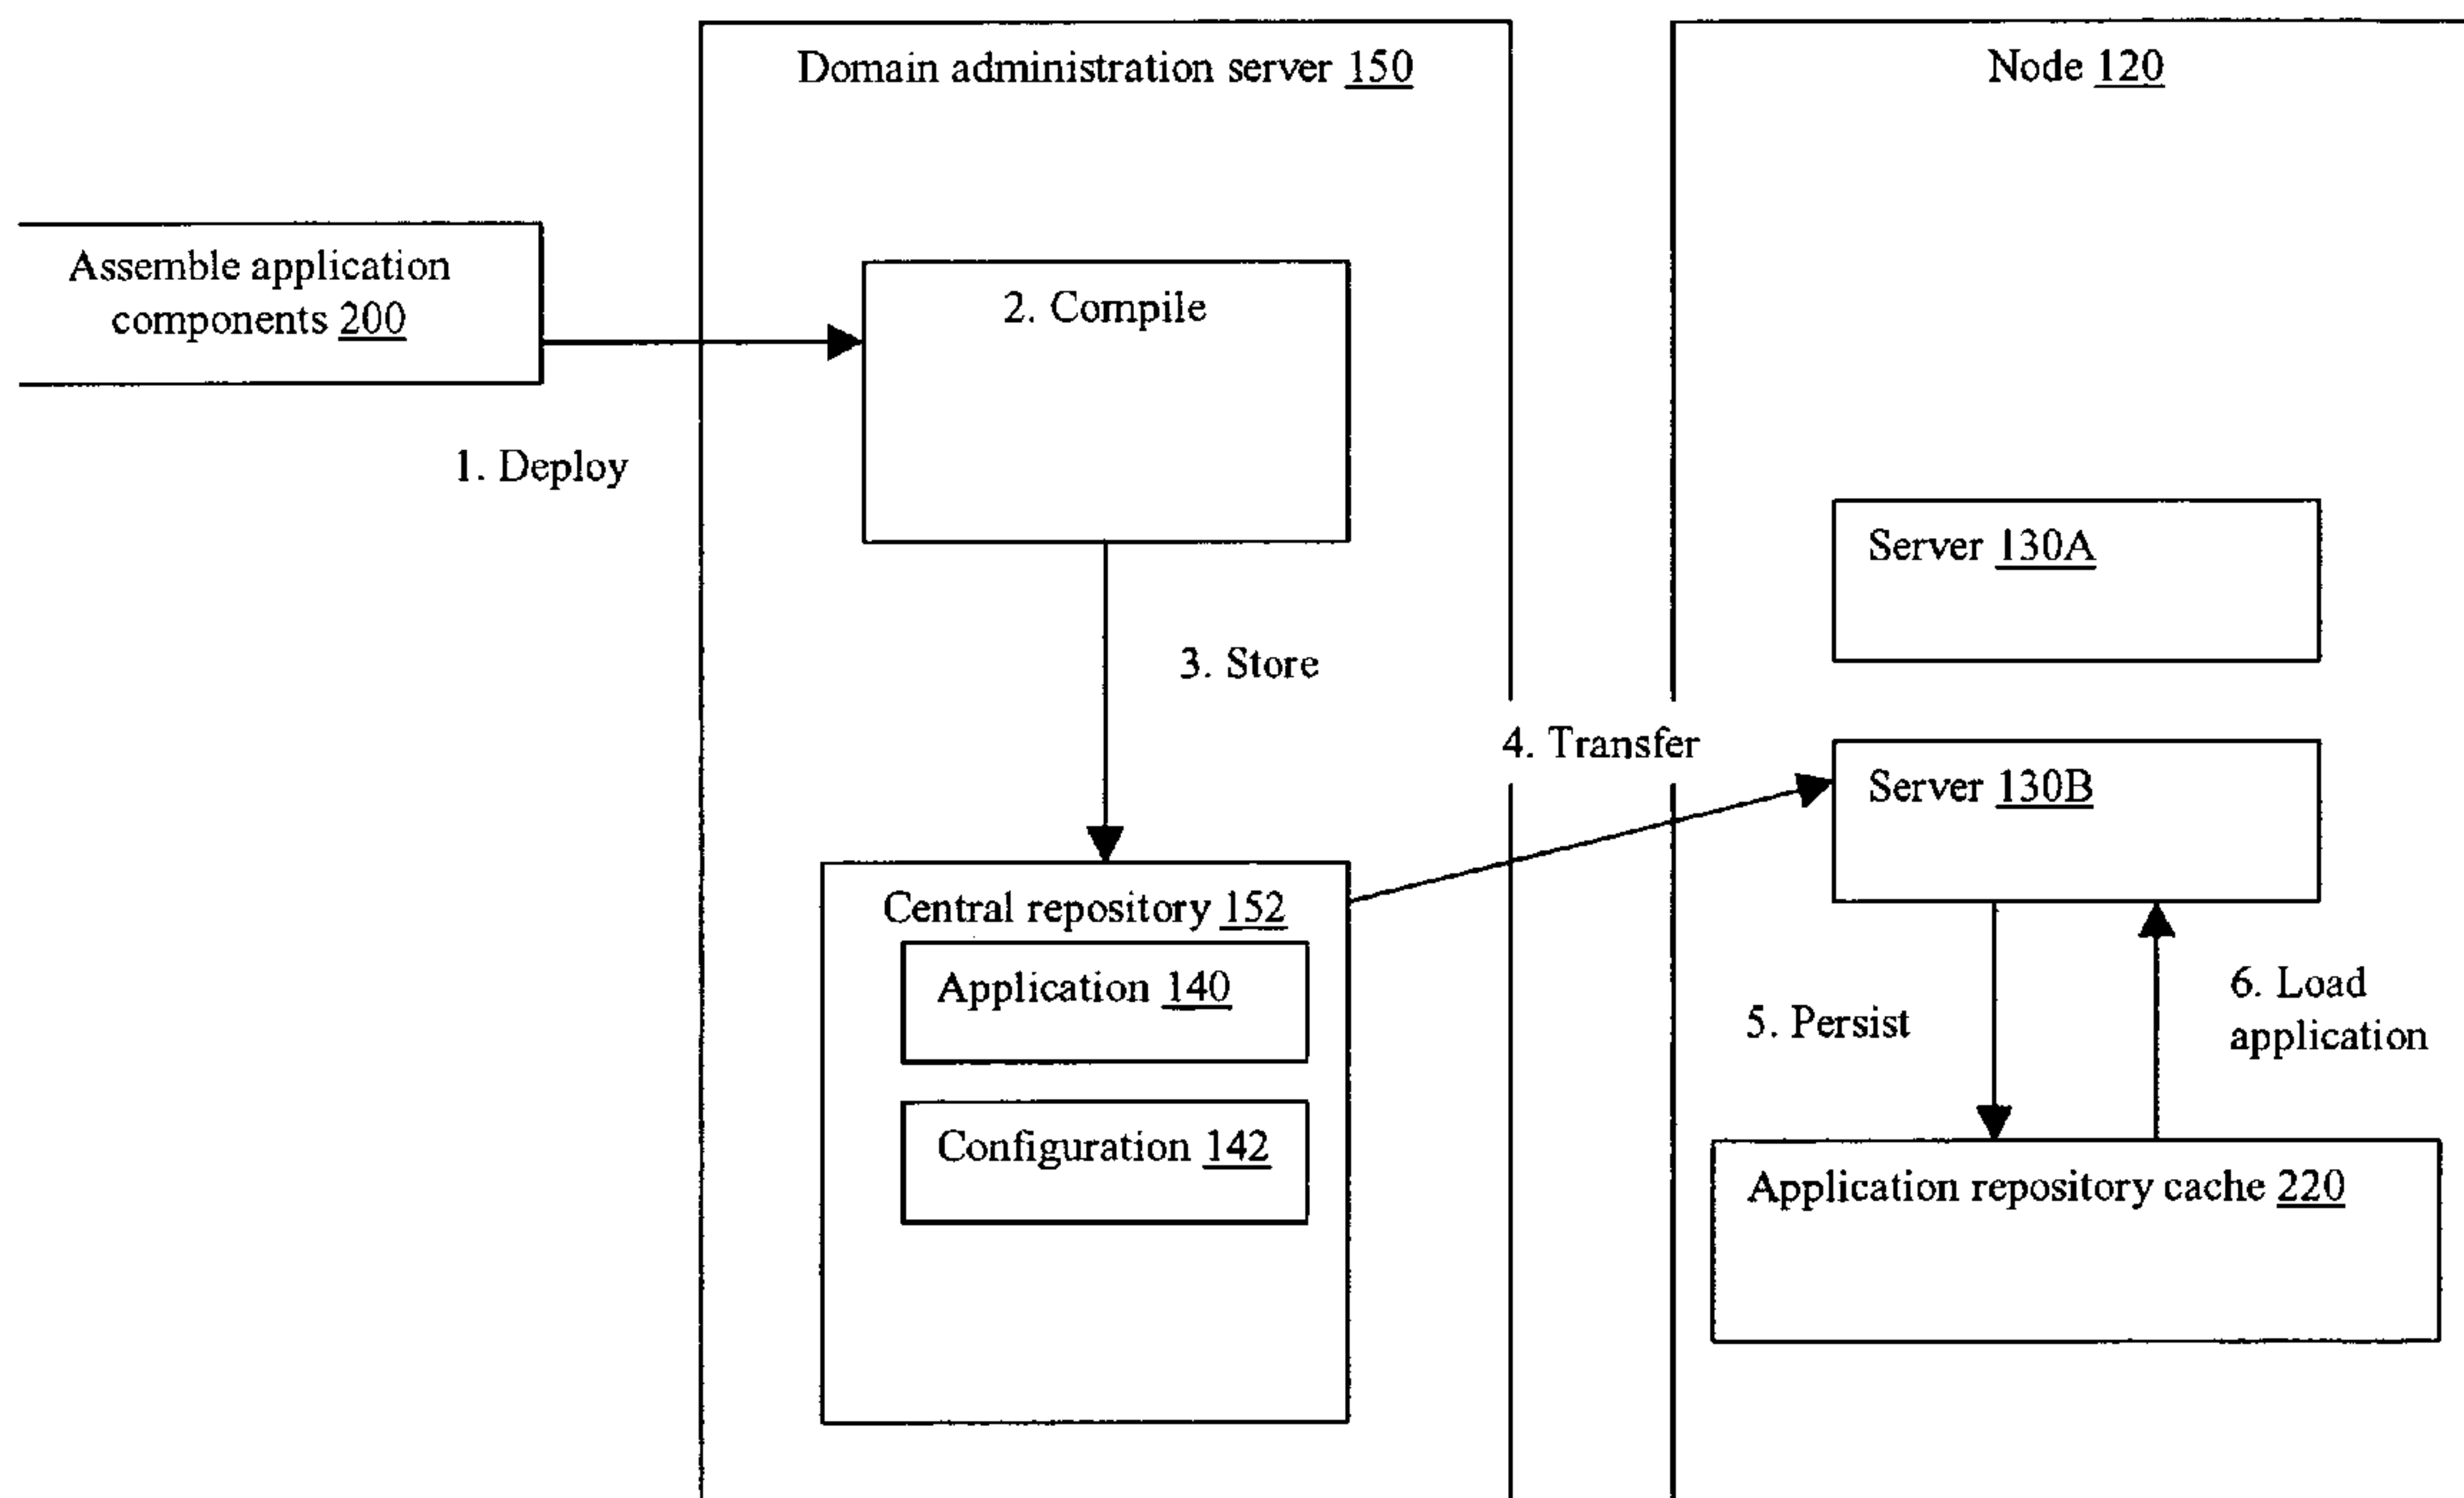 Domain administration server 150
Node 120
Assemble application
components 200
2. Compile
1. Deploy
Server 130A
3. Store
4. Transfer
Server 130B
Central repository 152
Application 140
6. Load
application
5. Persist
Configuration 142
Application repository cache 220